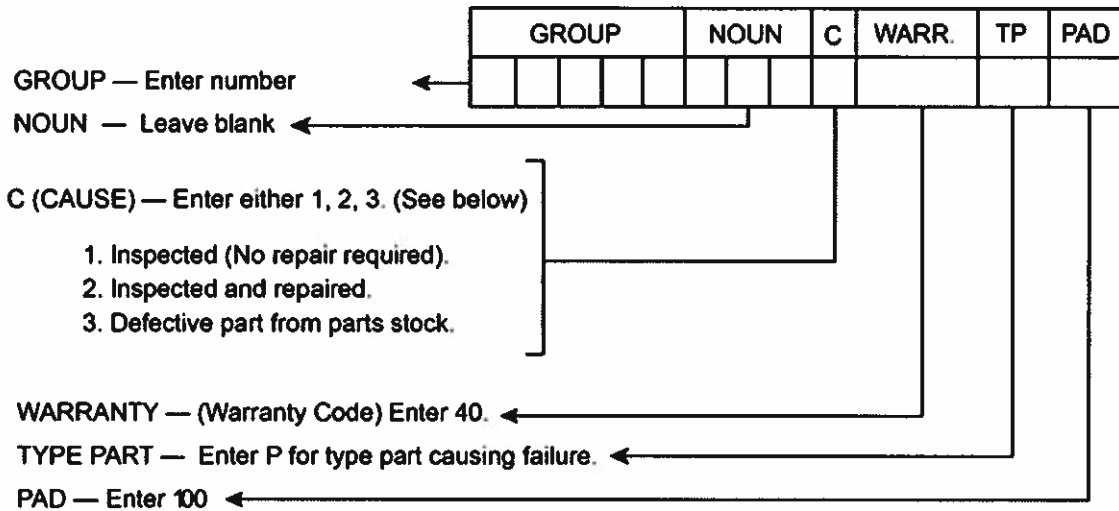 GROUP NOUN C WARR. TP PAD
GROUP — Enter number
NOUN — Leave blank
C (CAUSE) — Enter either 1, 2, 3. (See below)
1. Inspected (No repair required).
2. Inspected and repaired.
3. Defective part from parts stock.
WARRANTY — (Warranty Code) Enter 40.
TYPE PART — Enter P for type part causing failure.
PAD — Enter 100